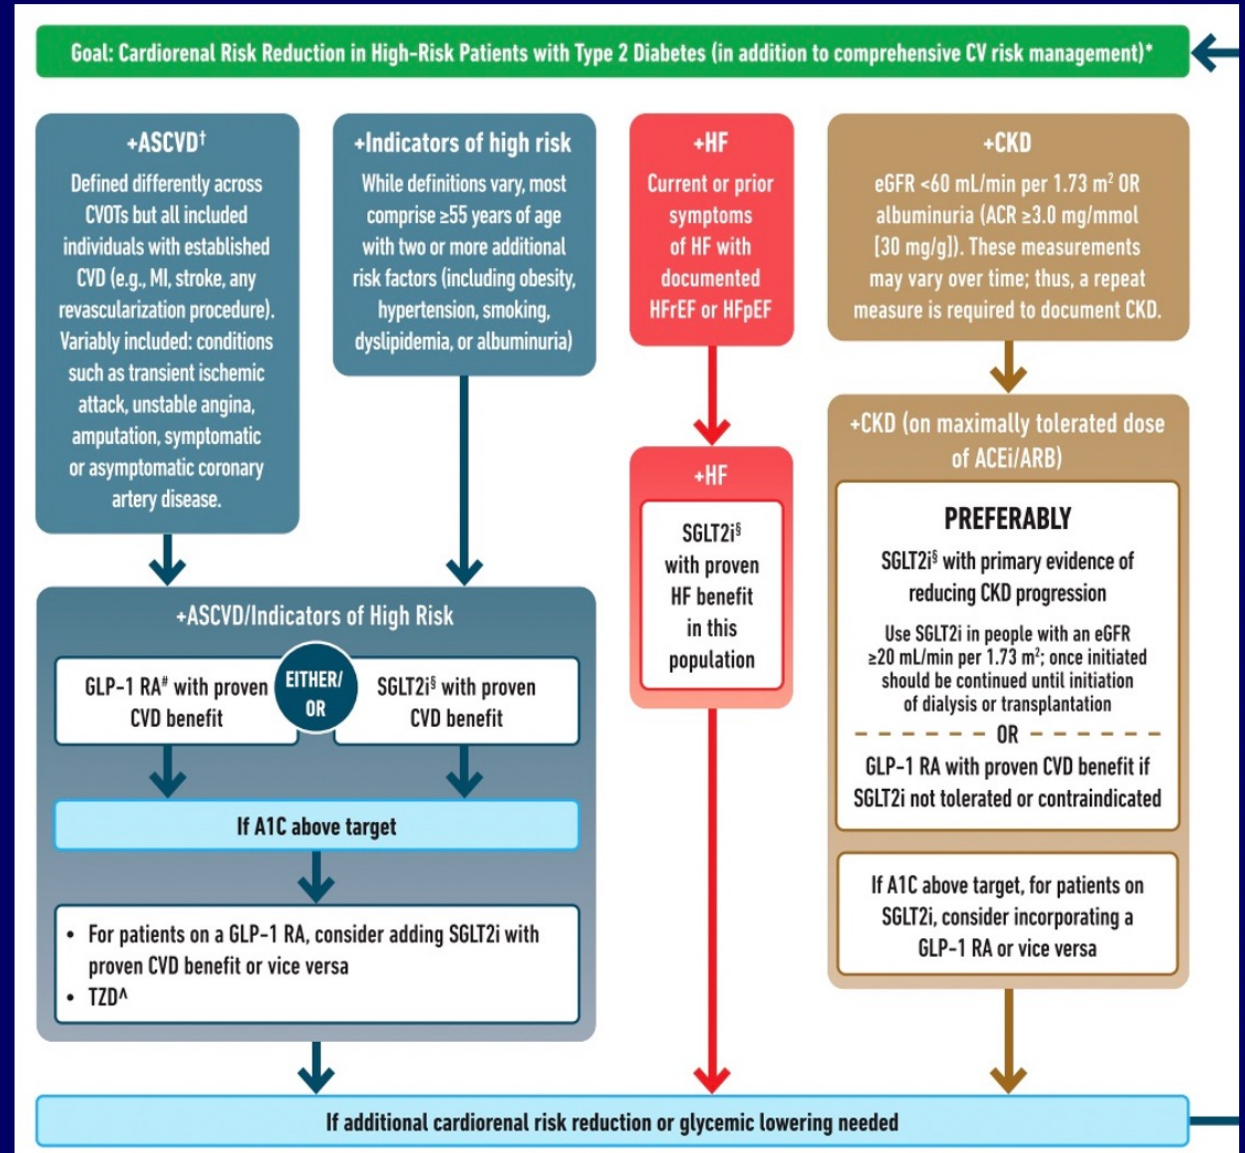 Goal: Cardiorenal Risk Reduction in High-Risk Patients with Type 2 Diabetes (in addition to comprehensive CV risk management)*
+ASCVD†
Defined differently across
CVOTs but all included
individuals with established
CVD (e.g., MI, stroke, any
revascularization procedure).
Variably included: conditions
such as transient ischemic
attack, unstable angina,
amputation, symptomatic
or asymptomatic coronary
artery disease.
+Indicators of high risk
While definitions vary, most
comprise ≥55 years of age
with two or more additional
risk factors (including obesity,
hypertension, smoking,
dyslipidemia, or albuminuria)
+ASCVD/Indicators of High Risk
GLP-1 RA# with proven
CVD benefit
EITHER/
OR
SGLT2i§ with proven
CVD benefit
If A1C above target
• For patients on a GLP-1 RA, consider adding SGLT2i with
proven CVD benefit or vice versa
• TZD^
+HF
Current or prior
symptoms
of HF with
documented
HFrEF or HFpEF
+HF
SGLT2i§
with proven
HF benefit
in this
population
+CKD
eGFR <60 mL/min per 1.73 m² OR
albuminuria (ACR ≥3.0 mg/mmol
[30 mg/g]). These measurements
may vary over time; thus, a repeat
measure is required to document CKD.
+CKD (on maximally tolerated dose
of ACEi/ARB)
PREFERABLY
SGLT2i§ with primary evidence of
reducing CKD progression
Use SGLT2i in people with an eGFR
≥20 mL/min per 1.73 m²; once initiated
should be continued until initiation
of dialysis or transplantation
OR
GLP-1 RA with proven CVD benefit if
SGLT2i not tolerated or contraindicated
If A1C above target, for patients on
SGLT2i, consider incorporating a
GLP-1 RA or vice versa
If additional cardiorenal risk reduction or glycemic lowering needed